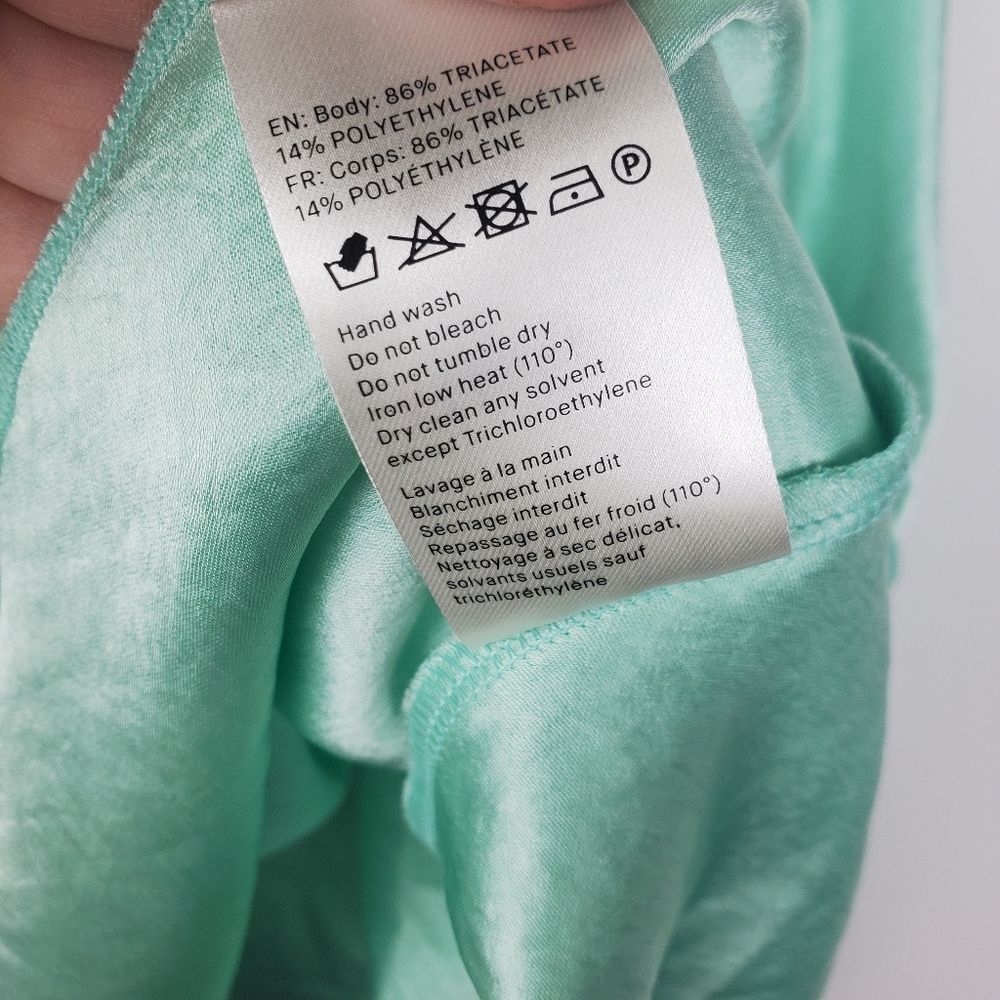 EN: Body: 86% TRIACETATE
14% POLYETHYLENE
FR: Corps: 86% TRIACÉTATE
14% POLYÉTHYLÈNE
P
Hand wash
Do not bleach
Do not tumble dry
Iron low heat (110°)
Dry clean any solvent
except Trichloroethylene
Lavage à la main
Blanchiment interdit
Séchage interdit
Repassage au fer froid (110°)
Nettoyage à sec délicat,
solvants usuels sauf
trichloréthylène